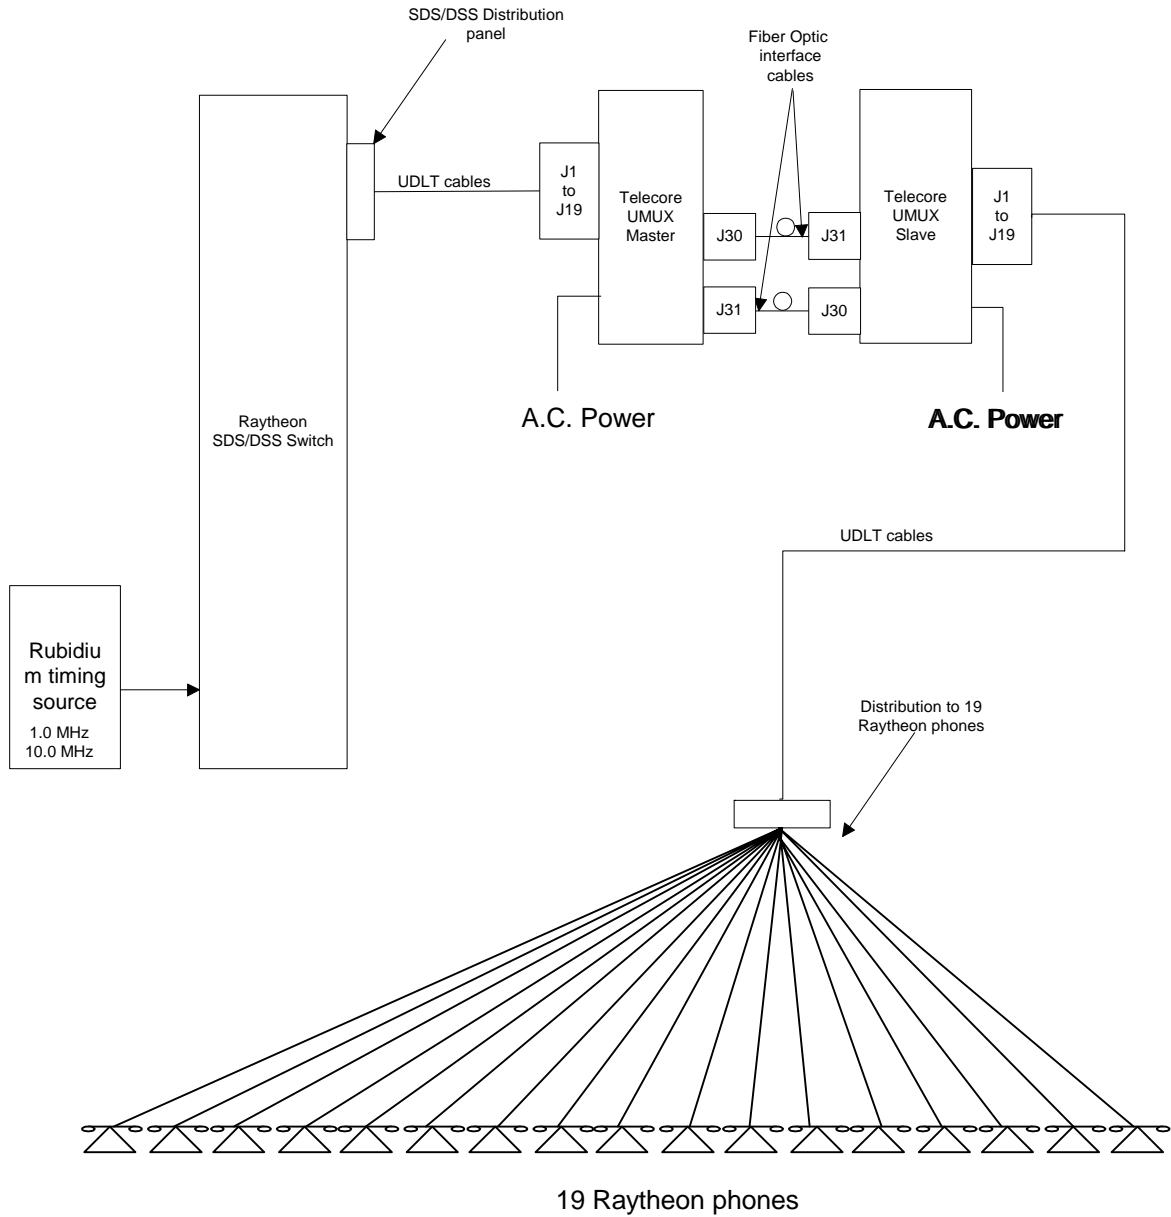 SDS/DSS Distribution
panel
Fiber Optic
interface
cables
UDLT cables
J1
to
J19
Telecore
UMUX
Master
J30
J31
J31
J30
Telecore
UMUX
Slave
J1
to
J19
A.C. Power
A.C. Power
Raytheon
SDS/DSS Switch
UDLT cables
Rubidiu
m timing
source
1.0 MHz
10.0 MHz
Distribution to 19
Raytheon phones
19 Raytheon phones